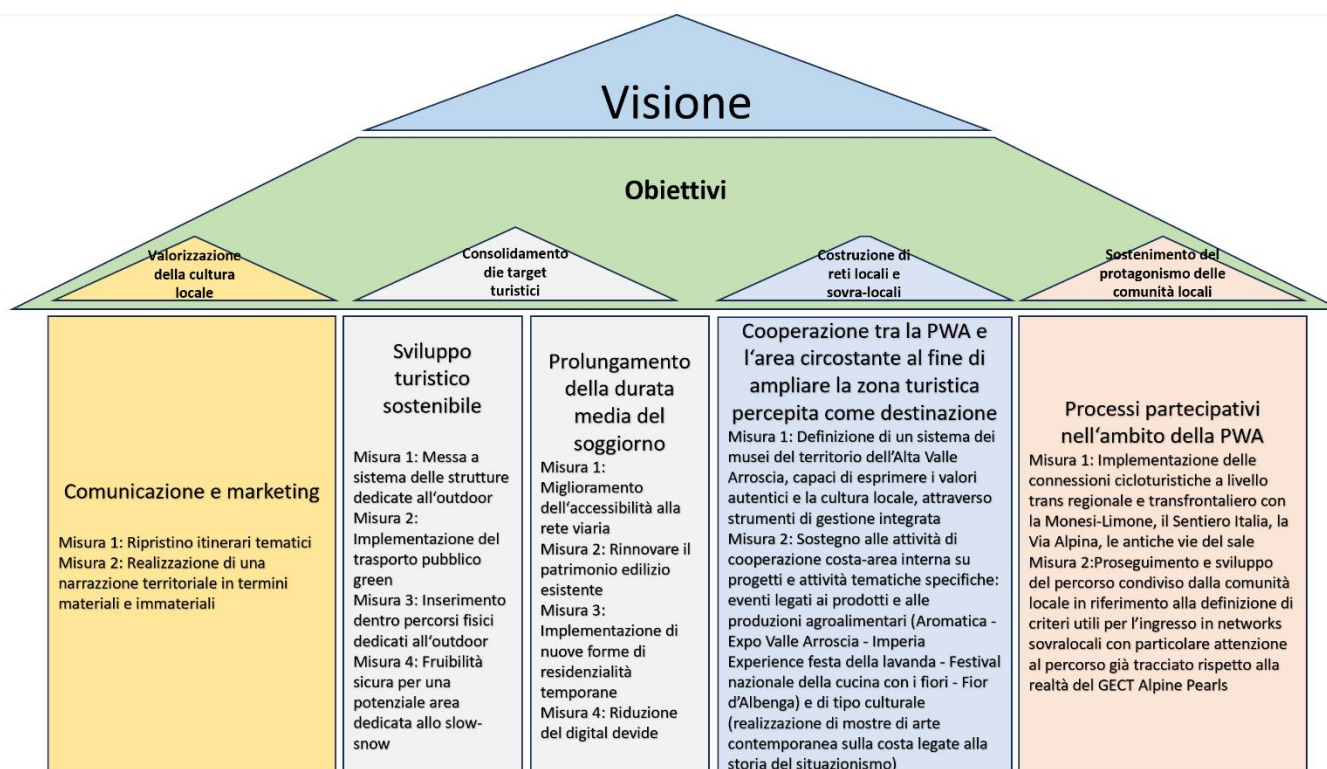 Visione
Obiettivi
Valorizzazione
della cultura
locale
Consolidamento
die target
turistici
Costruzione di
reti locali e
sovra-locali
Sostenimento del
protagonismo delle
comunità locali
Comunicazione e marketing
Misura 1: Ripristino itinerari tematici
Misura 2: Realizzazione di una
narrazzione territoriale in termini
materiali e immateriali
Sviluppo
turistico
sostenibile
Misura 1: Messa a
sistema delle strutture
dedicate all‘outdoor
Misura 2:
Implementazione del
trasporto pubblico
green
Misura 3: Inserimento
dentro percorsi fisici
dedicati all‘outdoor
Misura 4: Fruibilità
sicura per una
potenziale area
dedicata allo slow-
snow
Prolungamento
della durata
media del
soggiorno
Misura 1:
Miglioramento
dell’accessibilità alla
rete viaria
Misura 2: Rinnovare il
patrimonio edilizio
esistente
Misura 3:
Implementazione di
nuove forme di
residenzialità
temporane
Misura 4: Riduzione
del digital devide
Cooperazione tra la PWA e
l‘area circostante al fine di
ampliare la zona turistica
percepita come destinazione
Misura 1: Definizione di un sistema dei
musei del territorio dell’Alta Valle
Arroscia, capaci di esprimere i valori
autentici e la cultura locale, attraverso
strumenti di gestione integrata
Misura 2: Sostegno alle attività di
cooperazione costa-area interna su
progetti e attività tematiche specifiche:
eventi legati ai prodotti e alle
produzioni agroalimentari (Aromatica -
Expo Valle Arroscia - Imperia
Experience festa della lavanda - Festival
nazionale della cucina con i fiori - Fior
d’Albenga) e di tipo culturale
(realizzazione di mostre di arte
contemporanea sulla costa legate alla
storia del situazionismo)
Processi partecipativi
nell‘ambito della PWA
Misura 1: Implementazione delle
connessioni cicloturistiche a livello
trans regionale e transfrontaliero con
la Monesi-Limone, il Sentiero Italia, la
Via Alpina, le antiche vie del sale
Misura 2:Proseguimento e sviluppo
del percorso condiviso dalla comunità
locale in riferimento alla definizione di
criteri utili per l’ingresso in networks
sovralocali con particolare attenzione
al percorso già tracciato rispetto alla
realtà del GECT Alpine Pearls